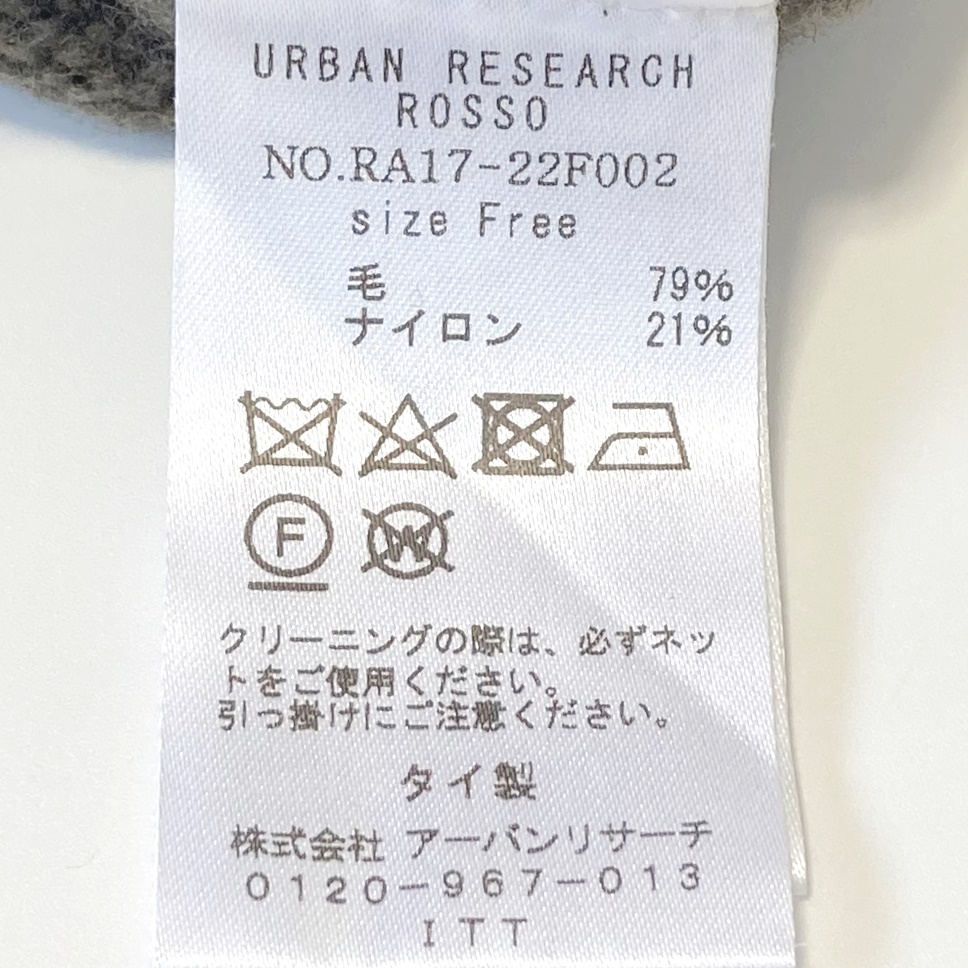 URBAN RESEARCH
ROSSO
NO.RA17-22F002
size Free
毛 79%
ナイロン 21%
F W
クリーニングの際は、必ずネッ
トをご使用ください。
引っ掛けにご注意ください。
タイ製
株式会社 アーバンリサーチ
0120-967-013
ITT